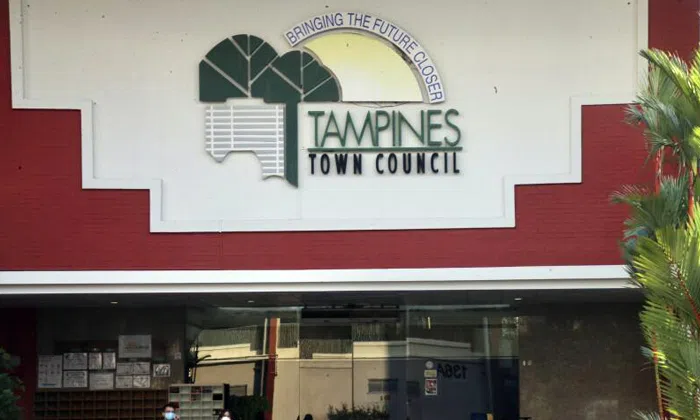 BRINGING THE FUTURE CLOSER
TAMPINES
TOWN COUNCIL